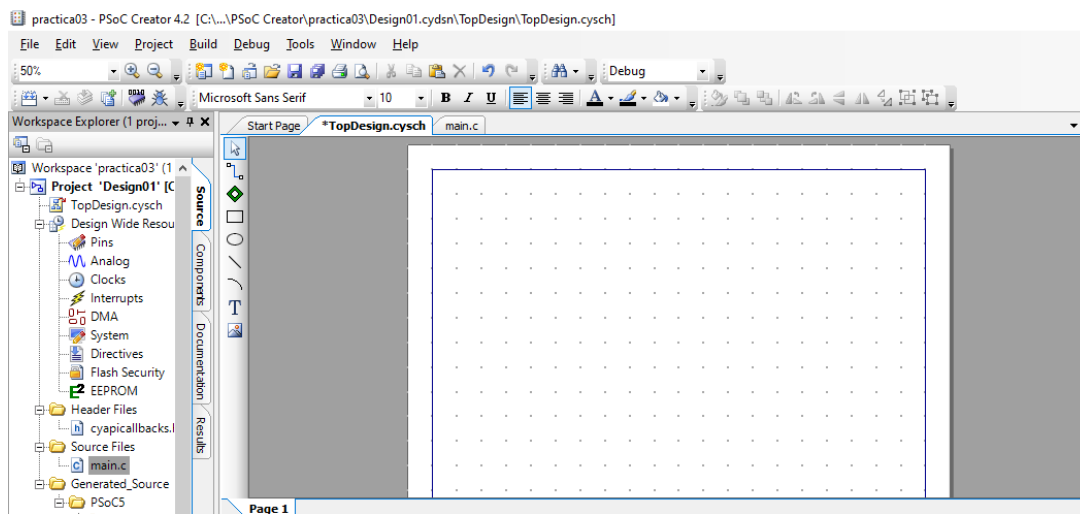 practica03 - PSoC Creator 4.2 [C:\...\PSoC Creator\practica03\Design01.cydsn\TopDesign\TopDesign.cysch]
File Edit View Project Build Debug Tools Window Help
50% Debug
Microsoft Sans Serif 10 B I U A
Workspace Explorer (1 proj...
Start Page *TopDesign.cysch main.c
Workspace 'practica03' (1
Project 'Design01' [C
TopDesign.cysch
Design Wide Resou
Pins
Analog
Clocks
Interrupts
DMA
System
Directives
Flash Security
EEPROM
Header Files
cyapicallbacks.l
Source Files
main.c
Generated_Source
PSoC5
Source
Components
Documentation
Results
T
Page 1